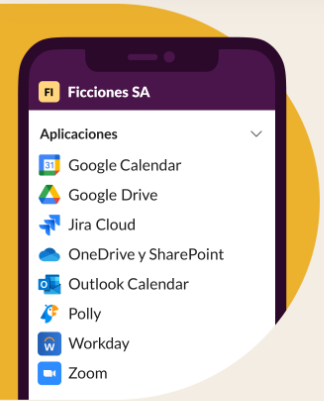 FI Ficciones SA
Aplicaciones
31 Google Calendar
Google Drive
Jira Cloud
OneDrive y SharePoint
Outlook Calendar
Polly
Workday
Zoom